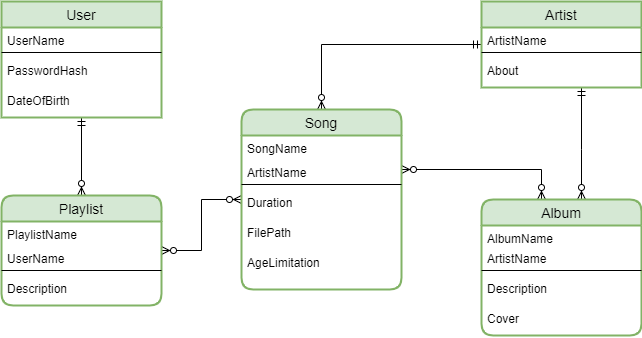 User
UserName
PasswordHash
DateOfBirth
Artist
ArtistName
About
Song
SongName
ArtistName
Duration
FilePath
AgeLimitation
Playlist
PlaylistName
UserName
Description
Album
AlbumName
ArtistName
Description
Cover